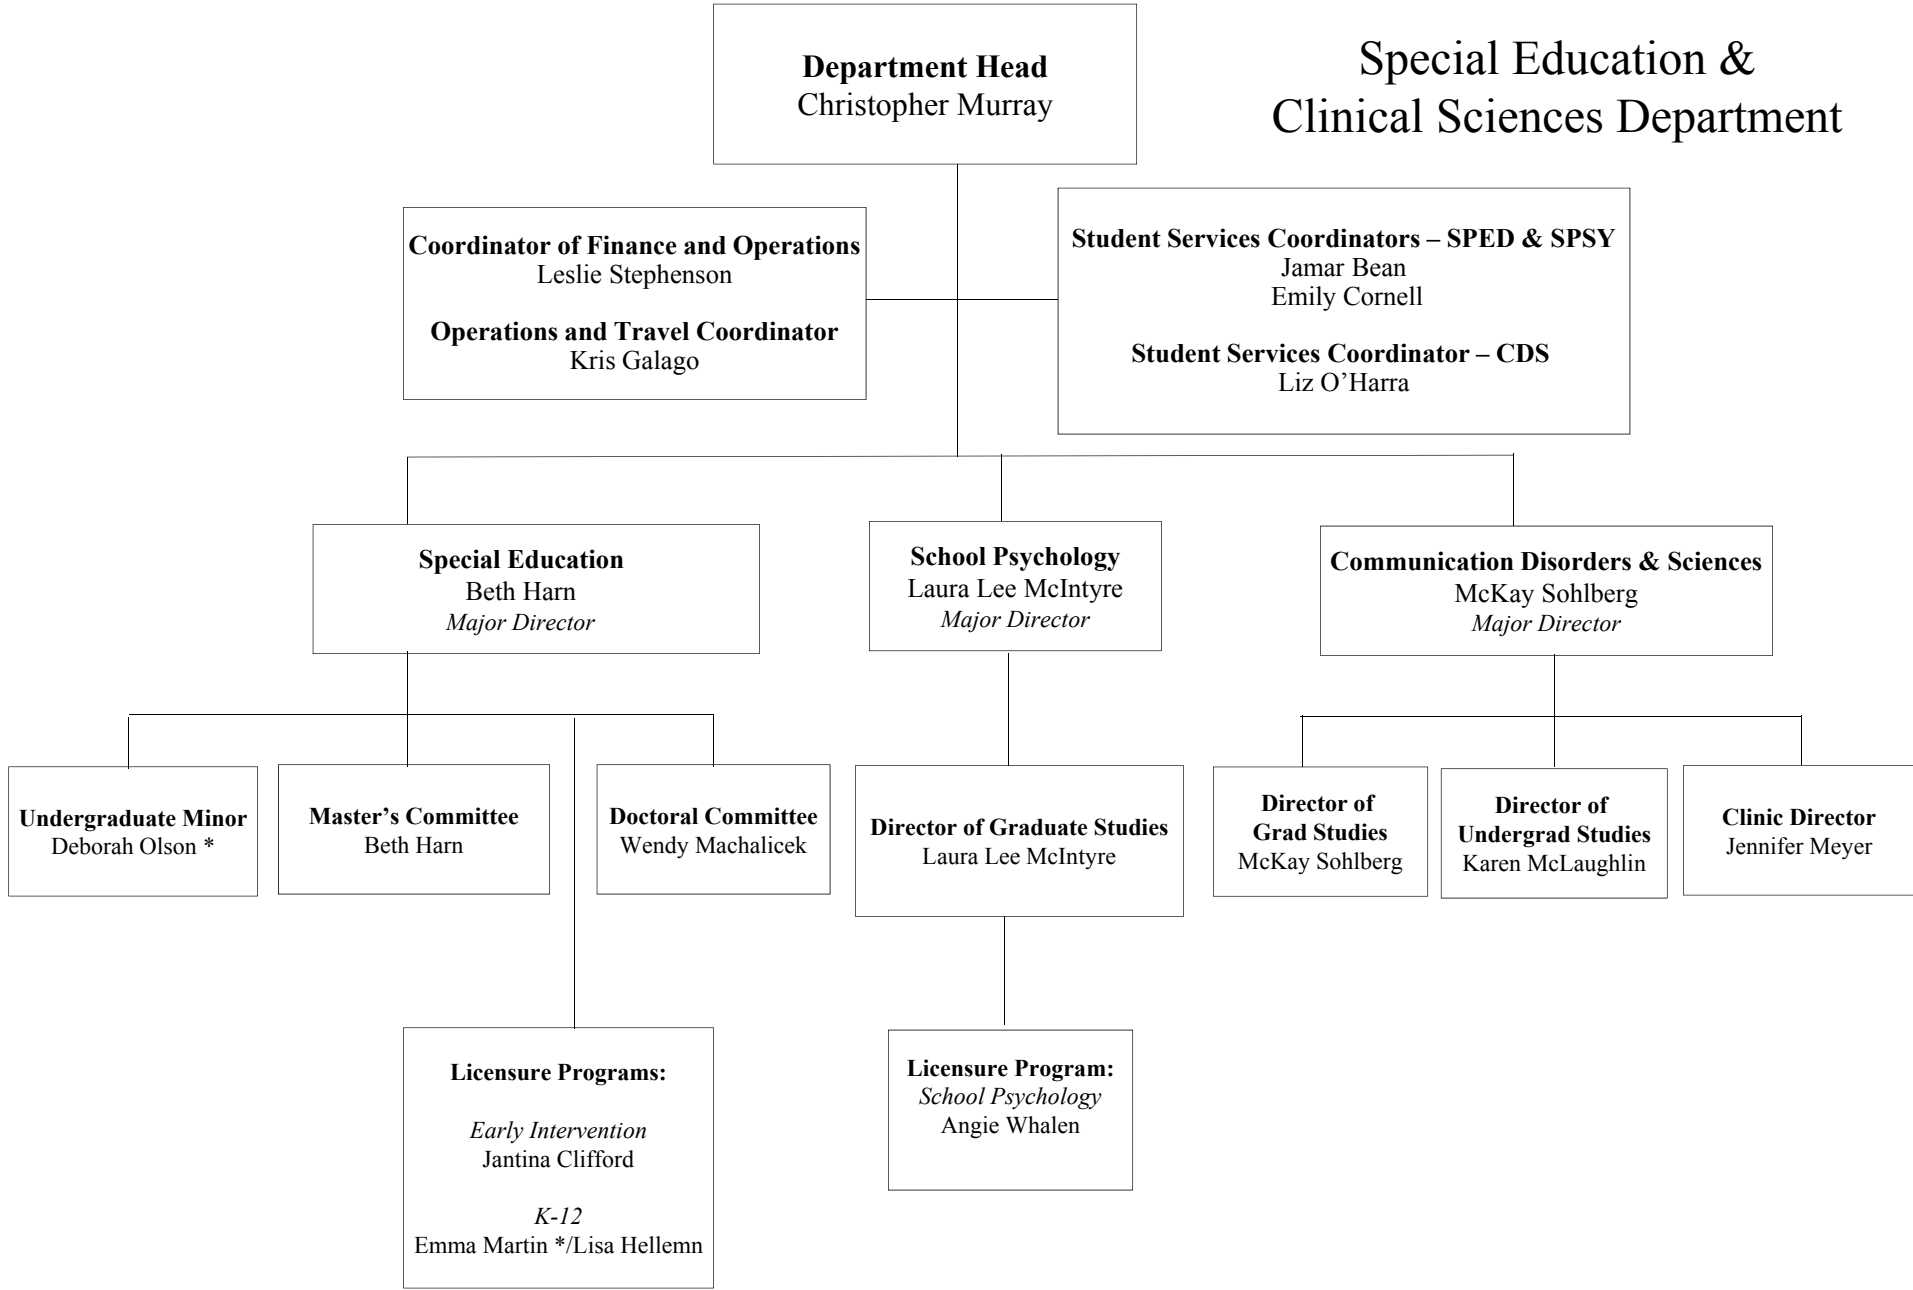 Special Education &
Clinical Sciences Department
Department Head
Christopher Murray
Coordinator of Finance and Operations
Leslie Stephenson
Operations and Travel Coordinator
Kris Galago
Student Services Coordinators – SPED & SPSY
Jamar Bean
Emily Cornell
Student Services Coordinator – CDS
Liz O’Harra
Special Education
Beth Harn
Major Director
School Psychology
Laura Lee McIntyre
Major Director
Communication Disorders & Sciences
McKay Sohlberg
Major Director
Undergraduate Minor
Deborah Olson *
Master’s Committee
Beth Harn
Doctoral Committee
Wendy Machalicek
Director of Graduate Studies
Laura Lee McIntyre
Director of
Grad Studies
McKay Sohlberg
Director of
Undergrad Studies
Karen McLaughlin
Clinic Director
Jennifer Meyer
Licensure Programs:
Early Intervention
Jantina Clifford
K-12
Emma Martin */Lisa Hellemn
Licensure Program:
School Psychology
Angie Whalen